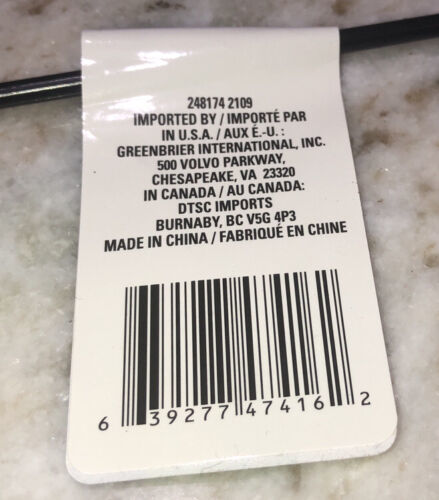 248174 2109
IMPORTED BY / IMPORTÉ PAR
IN U.S.A. / AUX É.-U. :
GREENBRIER INTERNATIONAL, INC.
500 VOLVO PARKWAY,
CHESAPEAKE, VA 23320
IN CANADA / AU CANADA:
DTSC IMPORTS
BURNABY, BC V5G 4P3
MADE IN CHINA / FABRIQUÉ EN CHINE
6 39277 47416 2